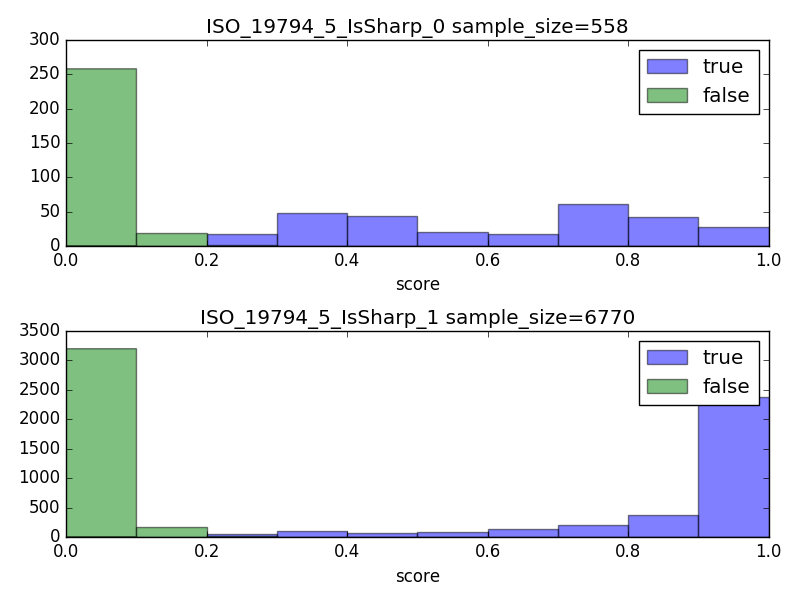 ISO_19794_5_IsSharp_0 sample_size=558
300
250
200
150
100
50
0
true
false
0.0 0.2 0.4 0.6 0.8 1.0
score
ISO_19794_5_IsSharp_1 sample_size=6770
3500
3000
2500
2000
1500
1000
500
0
true
false
0.0 0.2 0.4 0.6 0.8 1.0
score